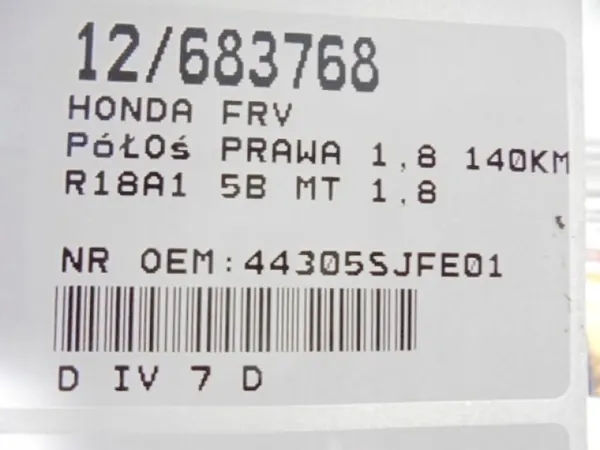 12/683768
HONDA FRV
PółOś PRAWA 1,8 140KM
R18A1 5B MT 1,8
NR OEM:44305SJFE01
D IV 7 D